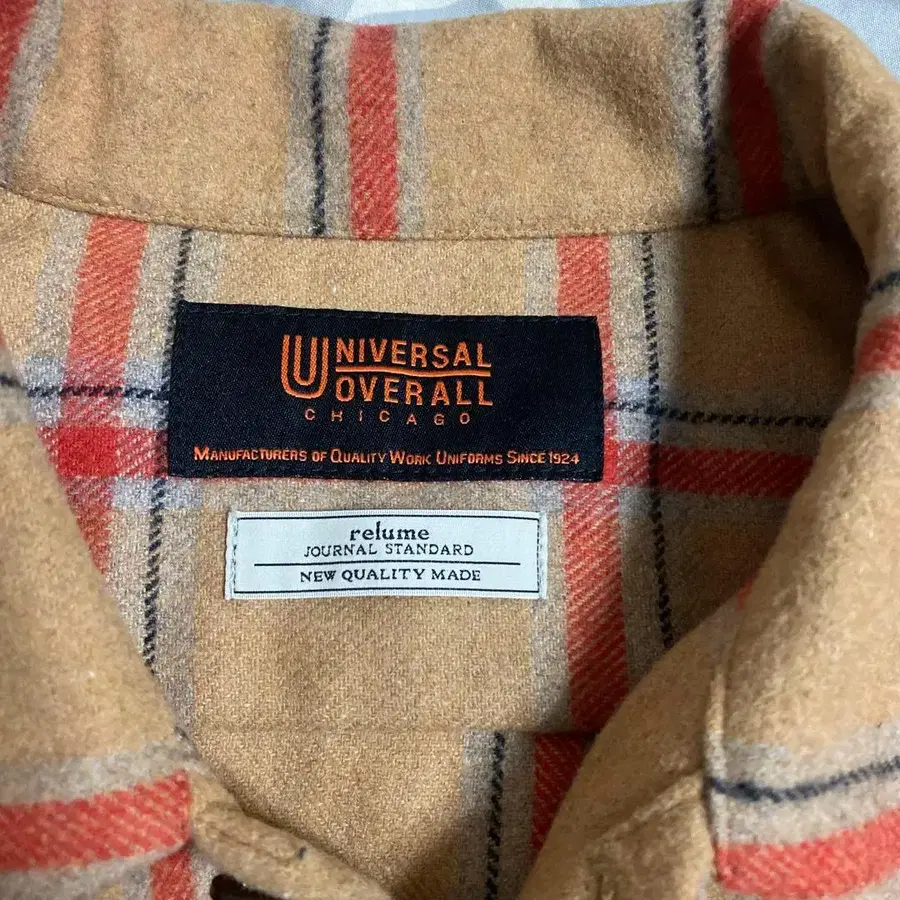 UNIVERSAL
OVERALL
CHICAGO
MANUFACTURERS OF QUALITY WORK UNIFORMS SINCE 1924
relume
JOURNAL STANDARD
NEW QUALITY MADE